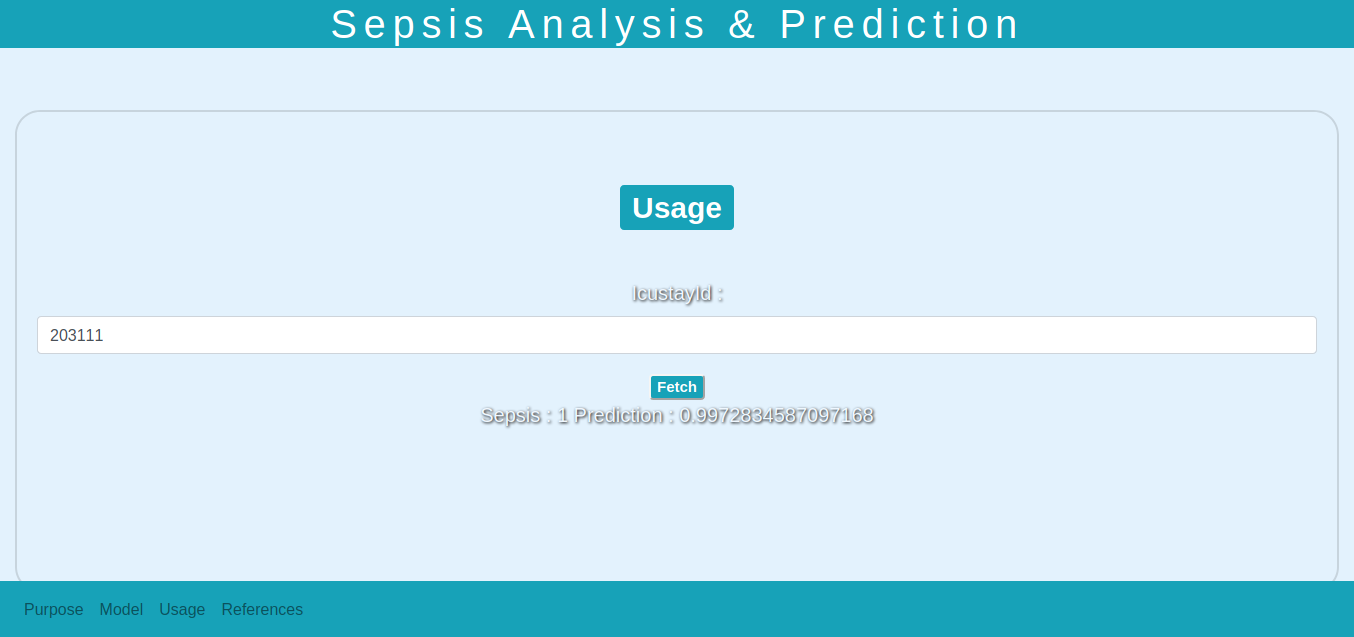 Sepsis Analysis & Prediction
Usage
IcustayId :
203111
Fetch
Sepsis : 1 Prediction : 0.9972834587097168
Purpose Model Usage References